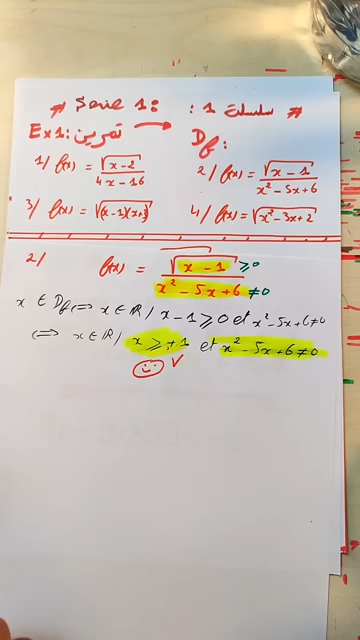 # Serie 1: : 1 سلسلة #
Ex1: تمرين → Df:
1/ f(x) = √(x-2) / 4x-16
2/ f(x) = √(x-1) / x²-5x+6
3/ f(x) = √(x-1)(x+3)
4/ f(x) = √x²-3x+2
2/ f(x) = √(x-1) ≥0 / x²-5x+6 ≠0
x ∈ Df ⟺ x ∈ ℝ / x-1 ⩾ 0 et x²-5x+6≠0
⟺ x ∈ ℝ / x ⩾ +1 et x²-5x+6≠0